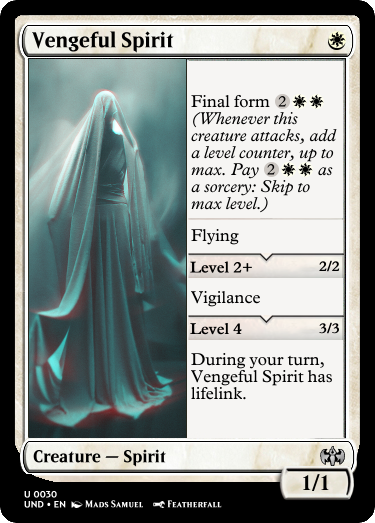 Vengeful Spirit
Final form 2
(Whenever this
creature attacks, add
a level counter, up to
max. Pay 2 as
a sorcery: Skip to
max level.)
Flying
Level 2+ 2/2
Vigilance
Level 4 3/3
During your turn,
Vengeful Spirit has
lifelink.
Creature — Spirit
1/1
U 0030
UND • EN Mads Samuel Featherfall